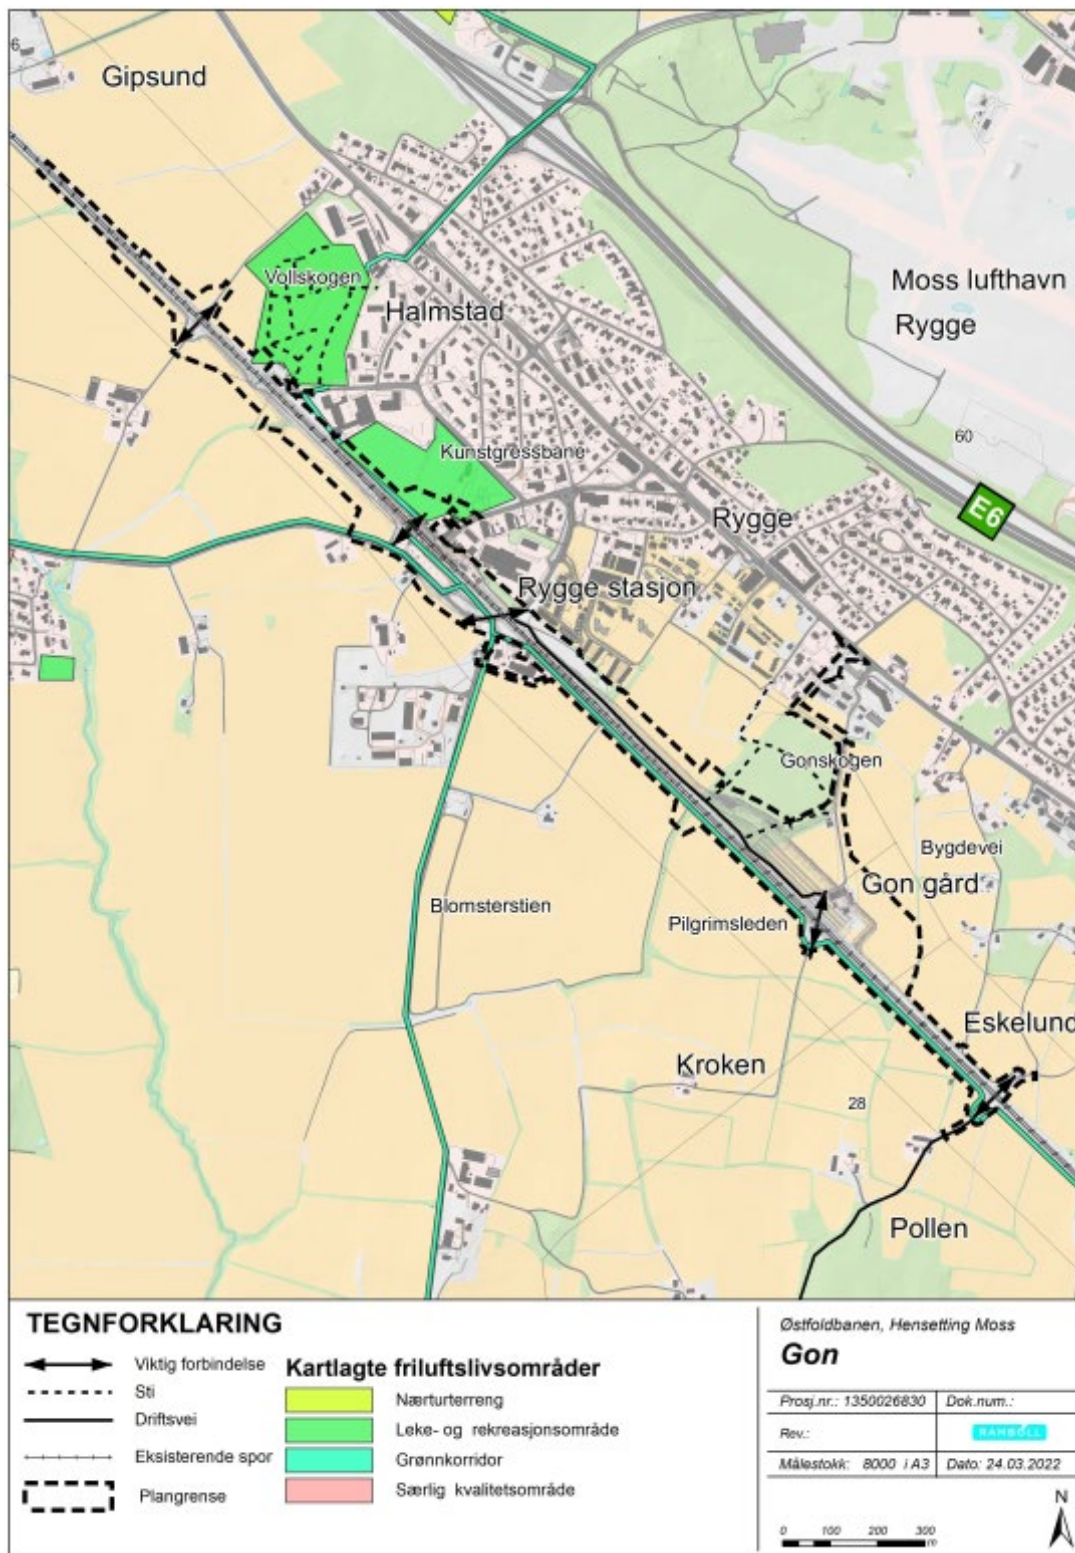 6
Gipsund
Vollskogen
Halmstad
Moss lufthavn
Rygge
60
Kunstgressbane
E6
Rygge
Rygge stasjon
Gonskogen
Bygdevei
Gon gård
Blomsterstien
Pilgrimsleden
Eskelund
Kroken
28
Pollen
TEGNFORKLARING
Viktig forbindelse
Sti
Driftsvei
Eksisterende spor
Plangrense
Kartlagte friluftslivsområder
Nærturterreng
Leke- og rekreasjonsområde
Grønnkorridor
Særlig kvalitetsområde
Østfoldbanen, Hensetting Moss
Gon
Prosj.nr.: 1350026830 Dok.num.:
Rev.: RAMBOLL
Målestokk: 8000 i A3 Dato: 24.03.2022
N
0 100 200 300
m